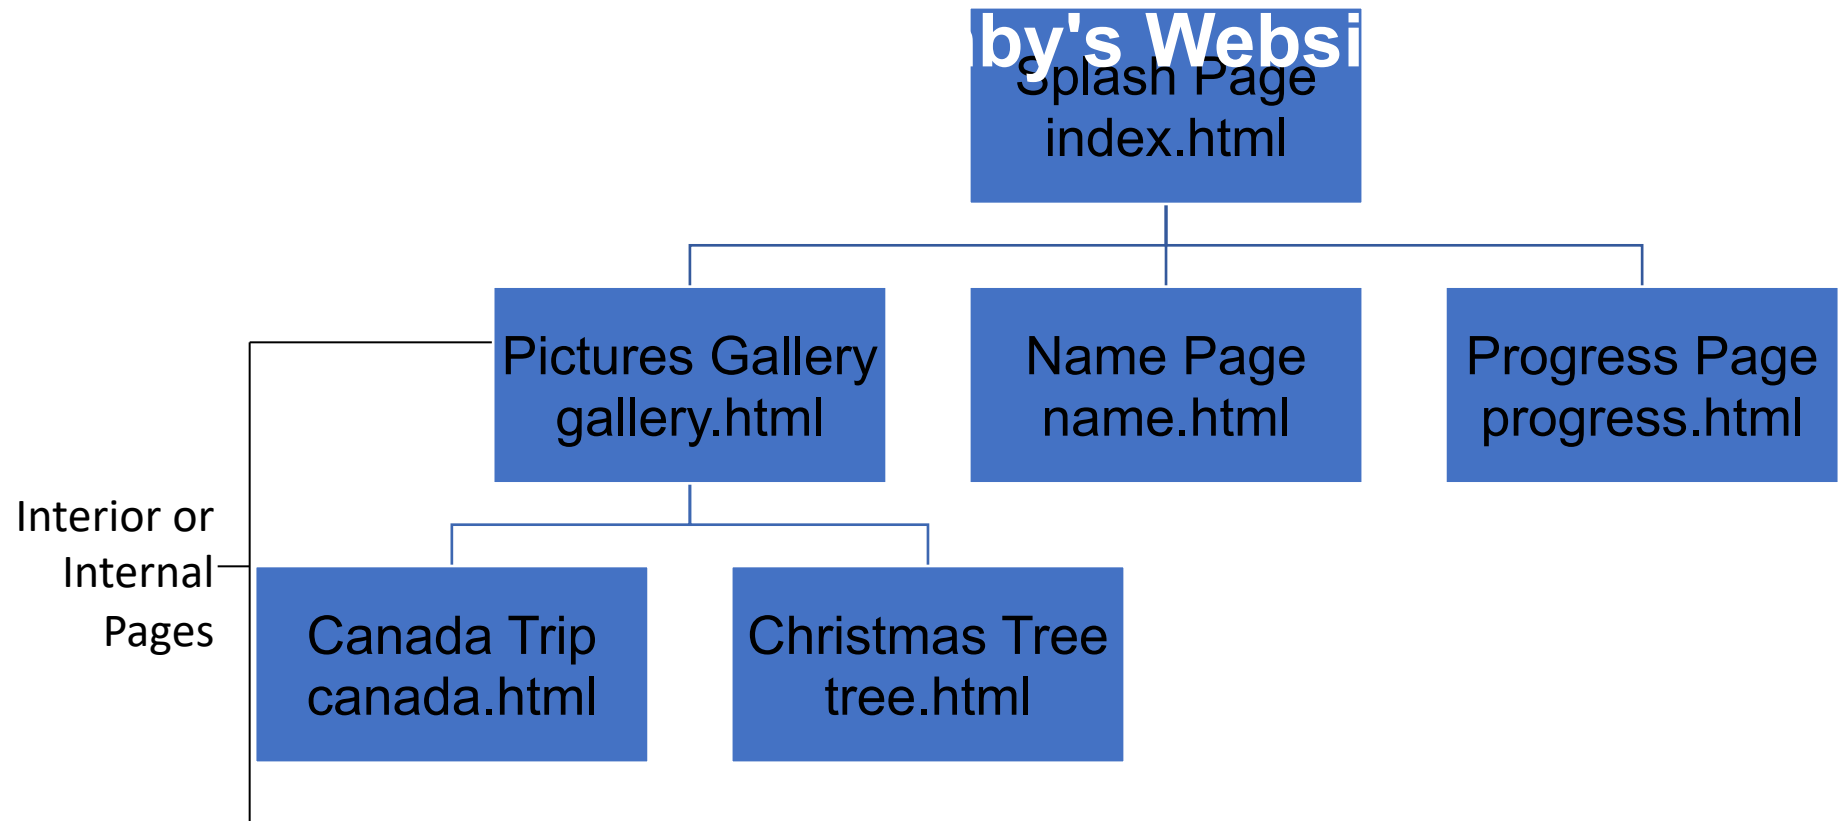 by's Websi
Splash Page
index.html
Pictures Gallery
gallery.html
Name Page
name.html
Progress Page
progress.html
Interior or
Internal
Pages
Canada Trip
canada.html
Christmas Tree
tree.html